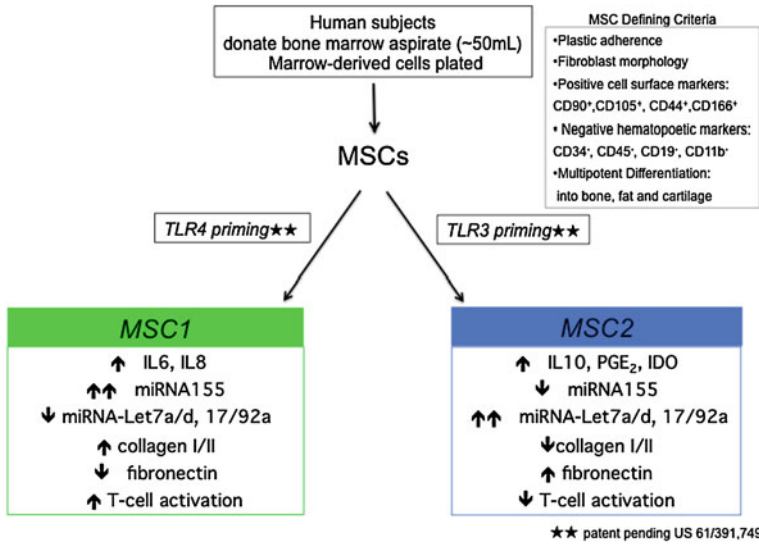 Human subjects
donate bone marrow aspirate (~50mL)
Marrow-derived cells plated
MSC Defining Criteria
•Plastic adherence
•Fibroblast morphology
•Positive cell surface markers:
CD90⁺,CD105⁺, CD44⁺,CD166⁺
• Negative hematopoetic markers:
CD34⁻, CD45⁻, CD19⁻, CD11b⁻
•Multipotent Differentiation:
into bone, fat and cartilage
MSCs
TLR4 priming★★
TLR3 priming★★
MSC1
↑ IL6, IL8
↑↑ miRNA155
↓ miRNA-Let7a/d, 17/92a
↑ collagen I/II
↓ fibronectin
↑ T-cell activation
MSC2
↑ IL10, PGE₂, IDO
↓ miRNA155
↑↑ miRNA-Let7a/d, 17/92a
↓collagen I/II
↑ fibronectin
↓ T-cell activation
★★ patent pending US 61/391,749